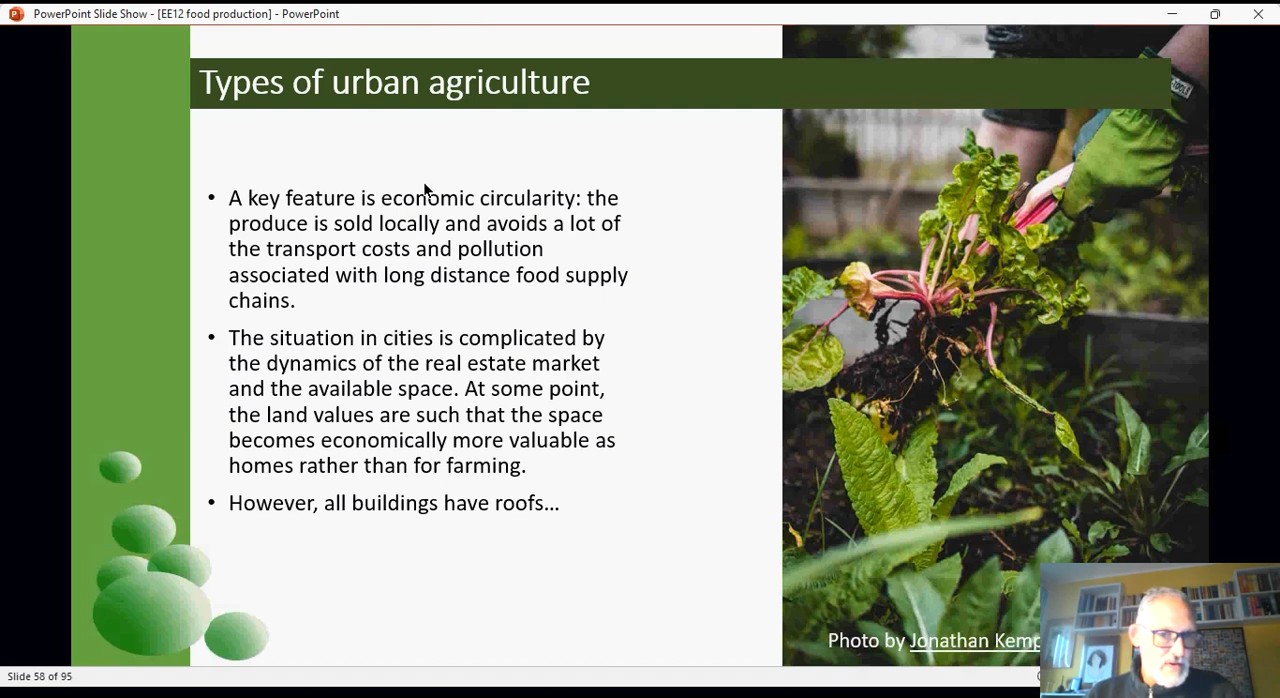 PowerPoint Slide Show - [EE12 food production] - PowerPoint
Types of urban agriculture
• A key feature is economic circularity: the
produce is sold locally and avoids a lot of
the transport costs and pollution
associated with long distance food supply
chains.
• The situation in cities is complicated by
the dynamics of the real estate market
and the available space. At some point,
the land values are such that the space
becomes economically more valuable as
homes rather than for farming.
• However, all buildings have roofs…
Photo by Jonathan Kemp
Slide 58 of 95